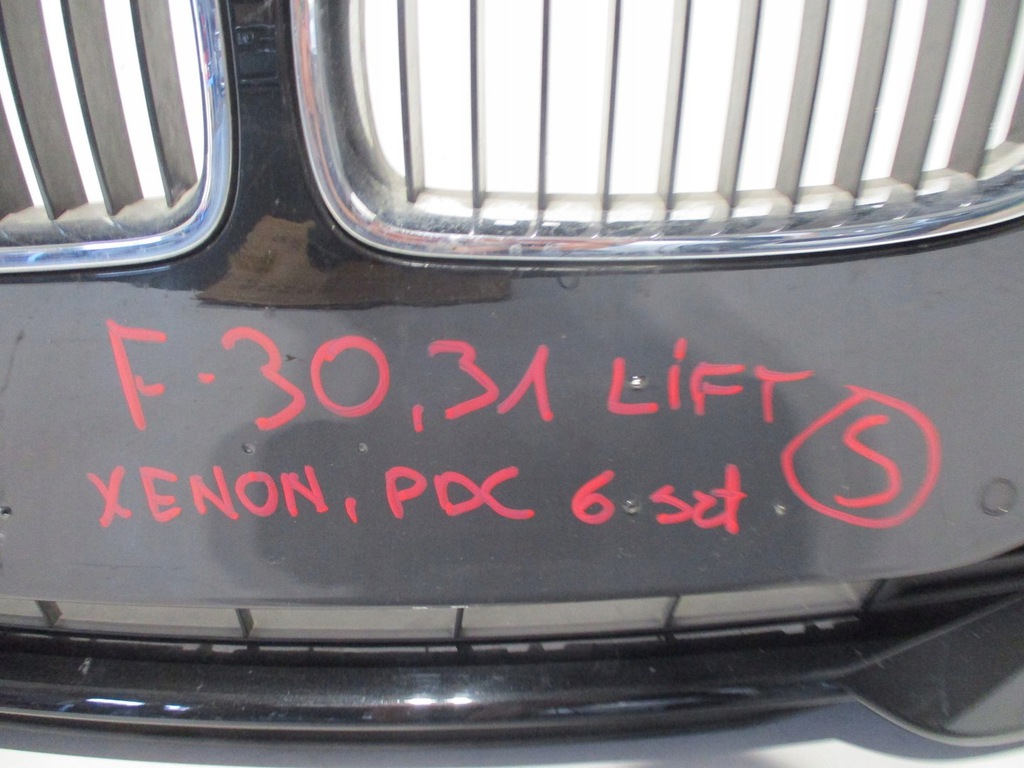 F-30, 31 LiFT S
XENON, PDC 6 szt